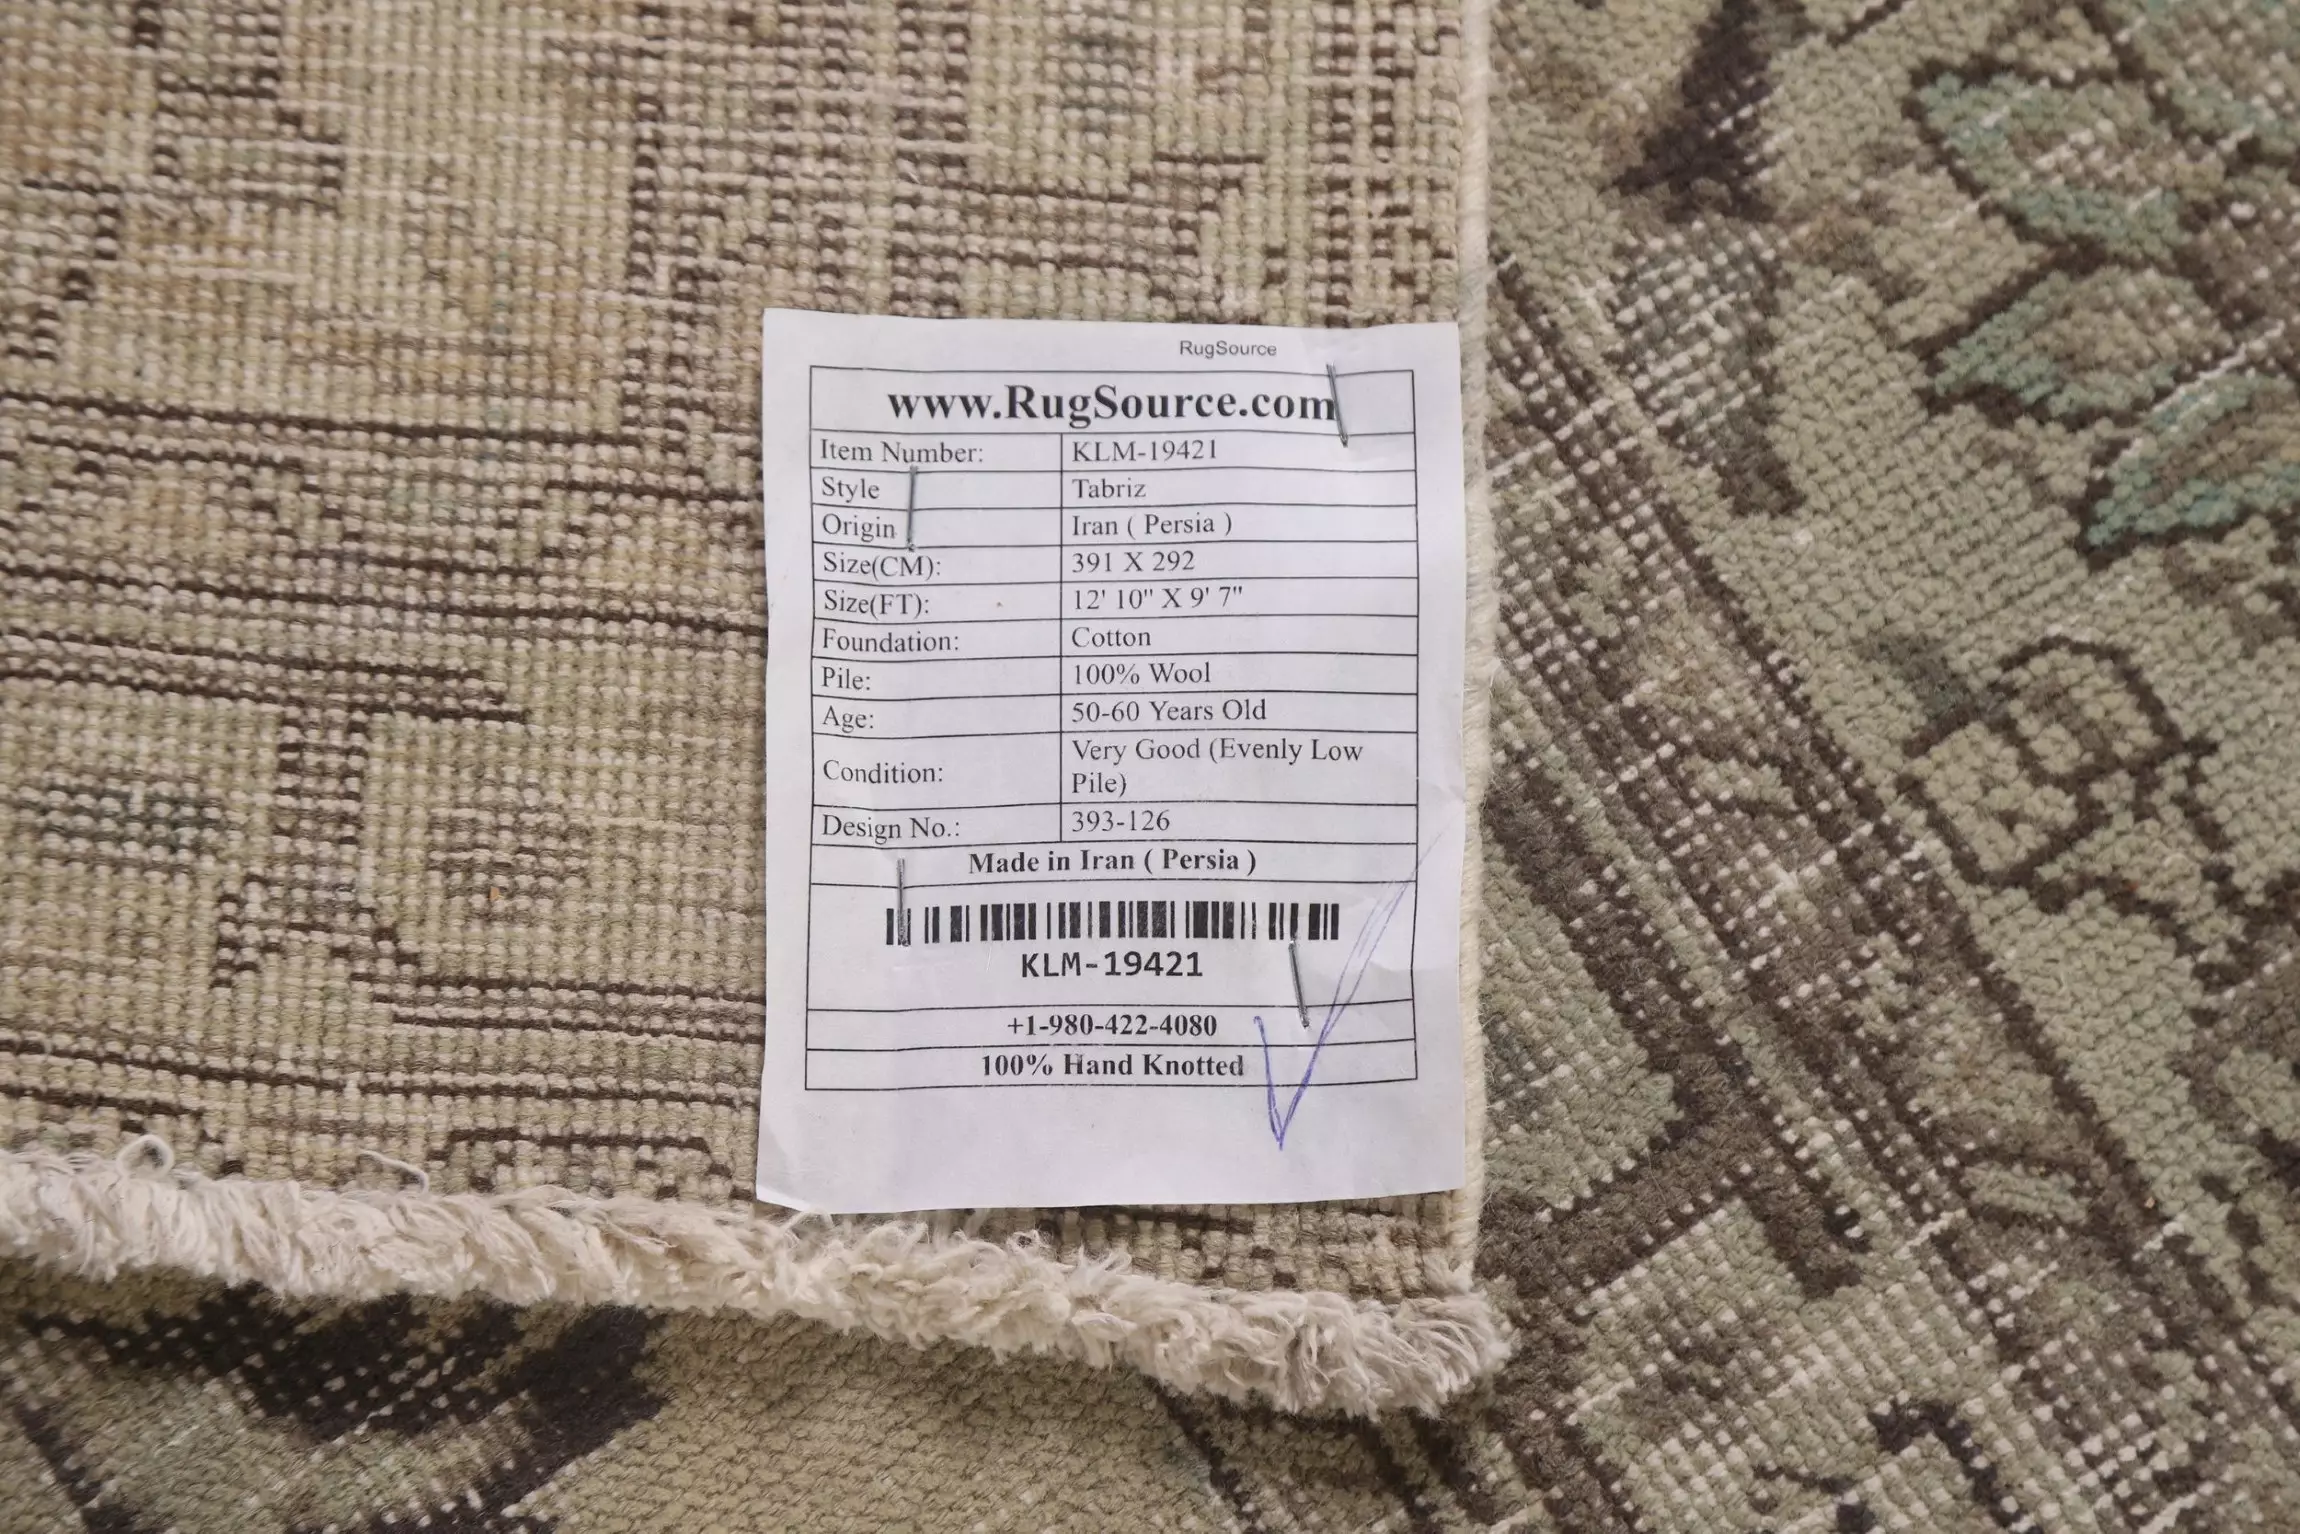 RugSource
www.RugSource.com
Item Number: KLM-19421
Style Tabriz
Origin Iran ( Persia )
Size(CM): 391 X 292
Size(FT): 12' 10" X 9' 7"
Foundation: Cotton
Pile: 100% Wool
Age: 50-60 Years Old
Condition: Very Good (Evenly Low
Pile)
Design No.: 393-126
Made in Iran ( Persia )
KLM-19421
+1-980-422-4080
100% Hand Knotted